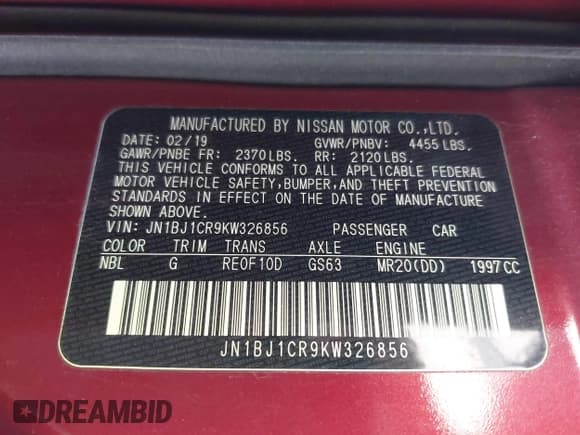 MANUFACTURED BY NISSAN MOTOR CO.,LTD.
DATE: 02/19 GVWR/PNBV: 4455 LBS.
GAWR/PNBE FR: 2370 LBS. RR: 2120 LBS.
THIS VEHICLE CONFORMS TO ALL APPLICABLE FEDERAL
MOTOR VEHICLE SAFETY, BUMPER, AND THEFT PREVENTION
STANDARDS IN EFFECT ON THE DATE OF MANUFACTURE
SHOWN ABOVE.
VIN: JN1BJ1CR9KW326856 PASSENGER CAR
COLOR TRIM TRANS AXLE ENGINE
NBL G RE0F10D GS63 MR20(DD) 1997CC
JN1BJ1CR9KW326856
DREAMBID